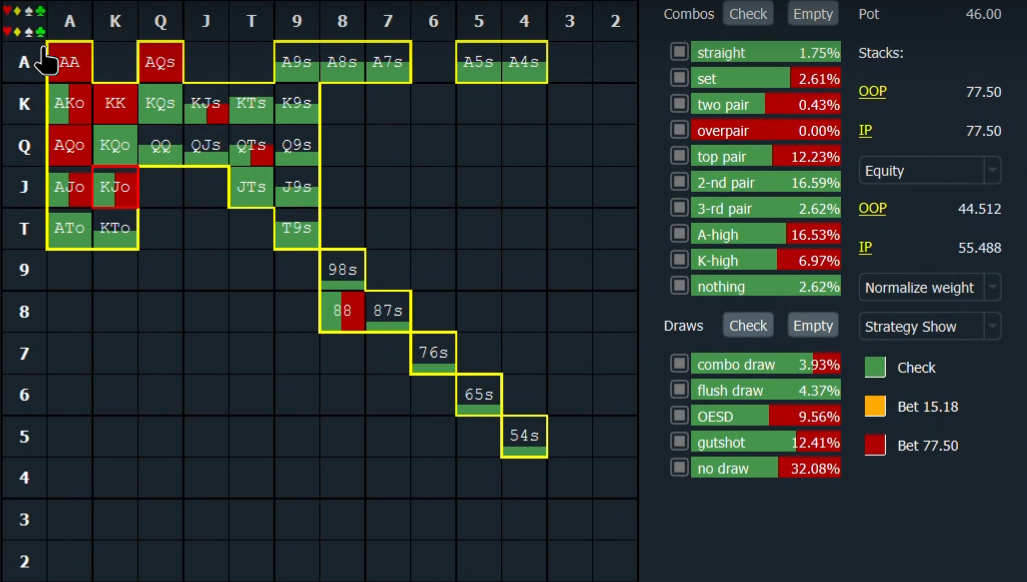 A K Q J T 9 8 7 6 5 4 3 2
A AA AQs A9s A8s A7s A5s A4s
K AKo KK KQs KJs KTs K9s
Q AQo KQo QQ QJs QTs Q9s
J AJo KJo JTs J9s
T ATo KTo T9s
9 98s
8 88 87s
7 76s
6 65s
5 54s
4
3
2
Combos Check Empty
straight 1.75%
set 2.61%
two pair 0.43%
overpair 0.00%
top pair 12.23%
2-nd pair 16.59%
3-rd pair 2.62%
A-high 16.53%
K-high 6.97%
nothing 2.62%
Draws Check Empty
combo draw 3.93%
flush draw 4.37%
OESD 9.56%
gutshot 12.41%
no draw 32.08%
Pot 46.00
Stacks:
OOP 77.50
IP 77.50
Equity
OOP 44.512
IP 55.488
Normalize weight
Strategy Show
Check
Bet 15.18
Bet 77.50